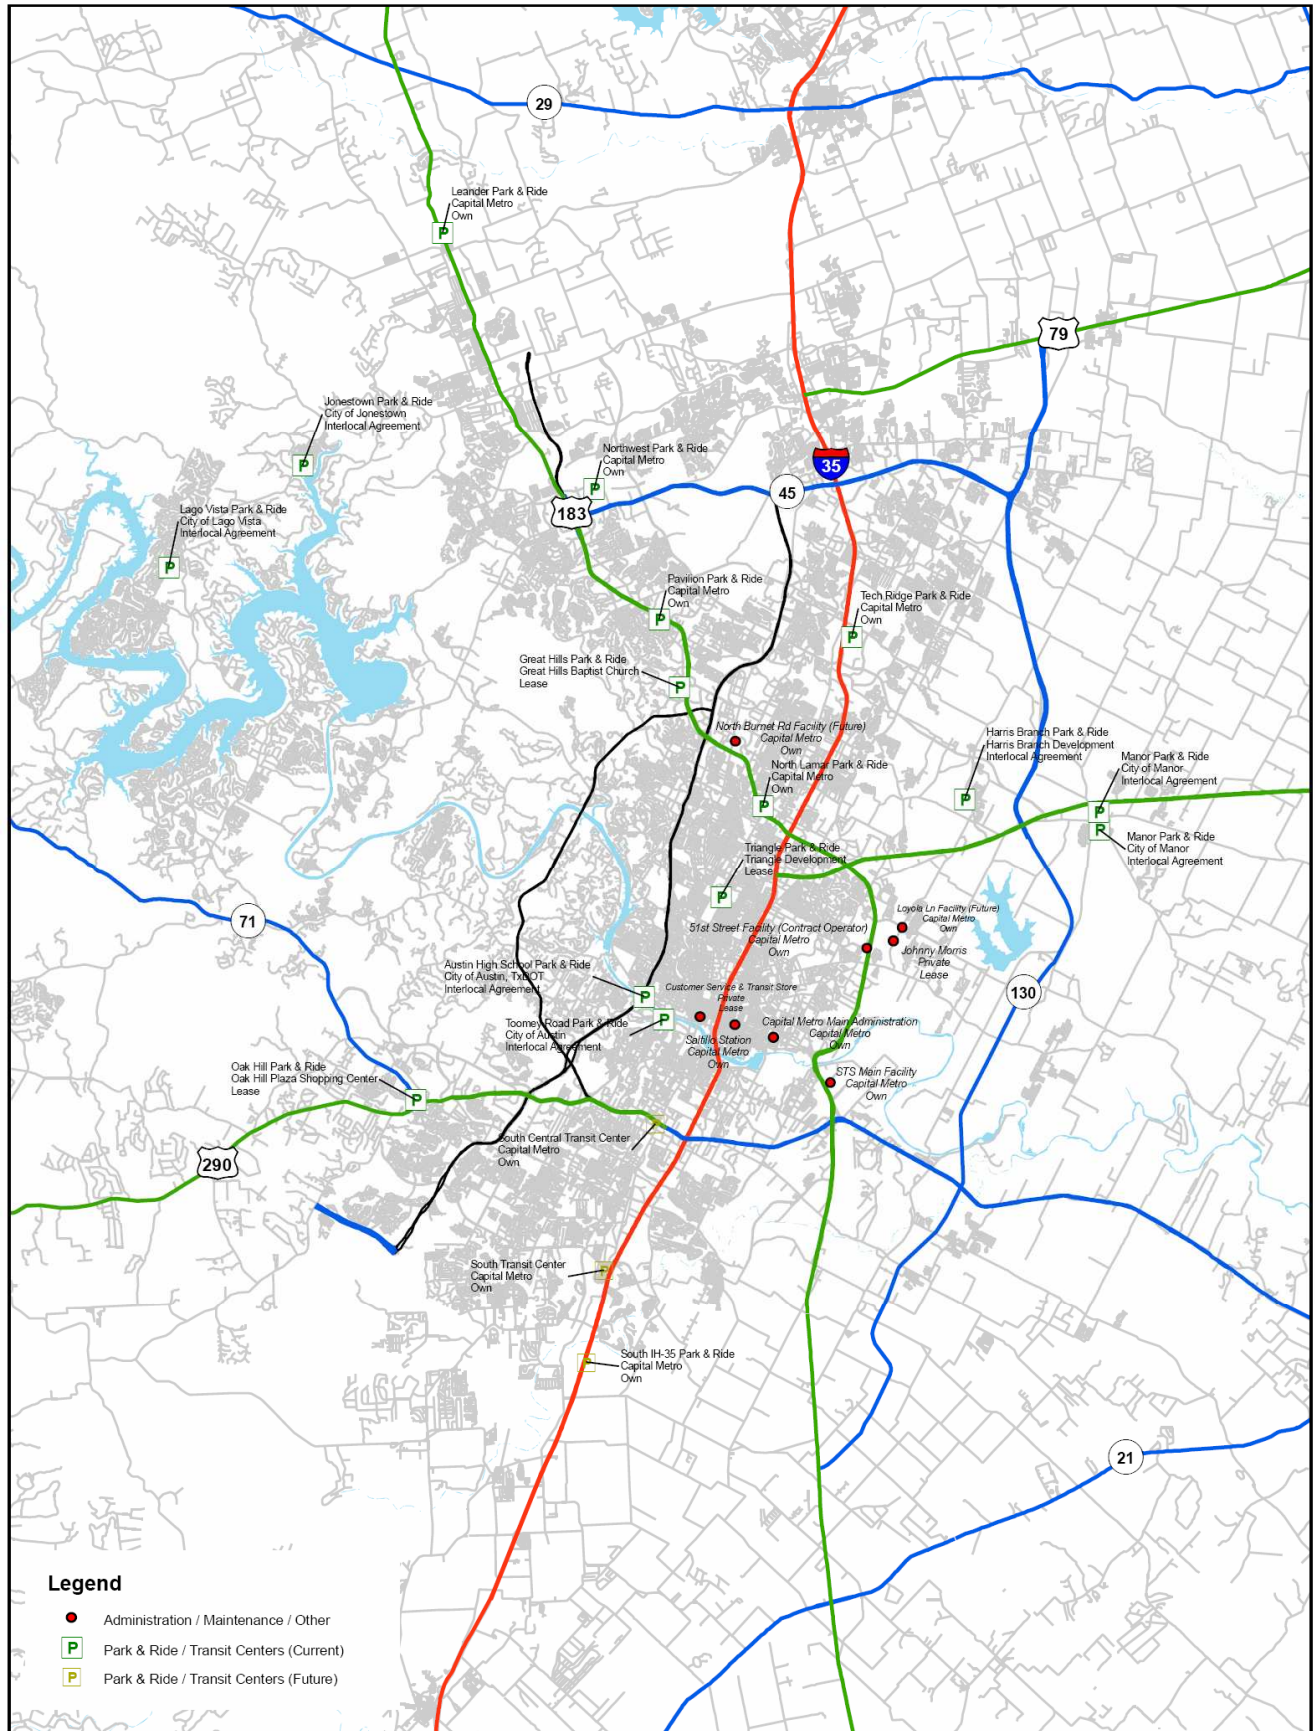 29
Leander Park & Ride
Capital Metro
Own
79
Jonestown Park & Ride
City of Jonestown
Interlocal Agreement
Northwest Park & Ride
Capital Metro
Own
35
45
183
Lago Vista Park & Ride
City of Lago Vista
Interlocal Agreement
Pavilion Park & Ride
Capital Metro
Own
Tech Ridge Park & Ride
Capital Metro
Own
Great Hills Park & Ride
Great Hills Baptist Church
Lease
North Burnet Rd Facility (Future)
Capital Metro
Own
Harris Branch Park & Ride
Harris Branch Development
Interlocal Agreement
Manor Park & Ride
City of Manor
Interlocal Agreement
North Lamar Park & Ride
Capital Metro
Own
Manor Park & Ride
City of Manor
Interlocal Agreement
Triangle Park & Ride
Triangle Development
Lease
71
Loyola Ln Facility (Future)
Capital Metro
Own
51st Street Facility (Contract Operator)
Capital Metro
Own
Johnny Morris
Private
Lease
Austin High School Park & Ride
City of Austin, TxDOT
Interlocal Agreement
130
Customer Service & Transit Store
Private
Lease
Toomey Road Park & Ride
City of Austin
Interlocal Agreement
Capital Metro Main Administration
Capital Metro
Own
Saltillo Station
Capital Metro
Own
Oak Hill Park & Ride
Oak Hill Plaza Shopping Center
Lease
STS Main Facility
Capital Metro
Own
South Central Transit Center
Capital Metro
Own
290
South Transit Center
Capital Metro
Own
South IH-35 Park & Ride
Capital Metro
Own
21
Legend
Administration / Maintenance / Other
P Park & Ride / Transit Centers (Current)
P Park & Ride / Transit Centers (Future)